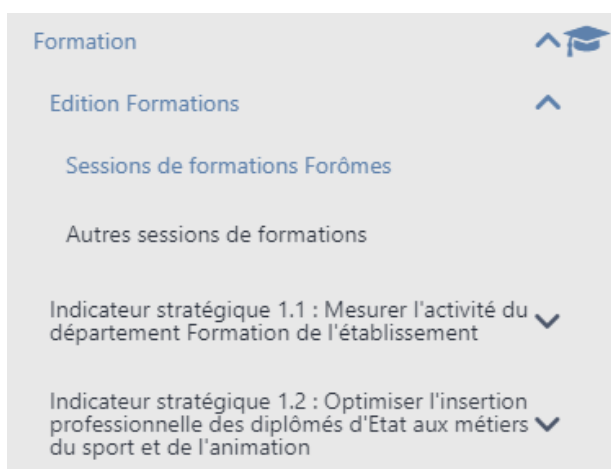 Formation
Edition Formations
Sessions de formations Forômes
Autres sessions de formations
Indicateur stratégique 1.1 : Mesurer l'activité du
département Formation de l'établissement
Indicateur stratégique 1.2 : Optimiser l'insertion
professionnelle des diplômés d'Etat aux métiers
du sport et de l'animation